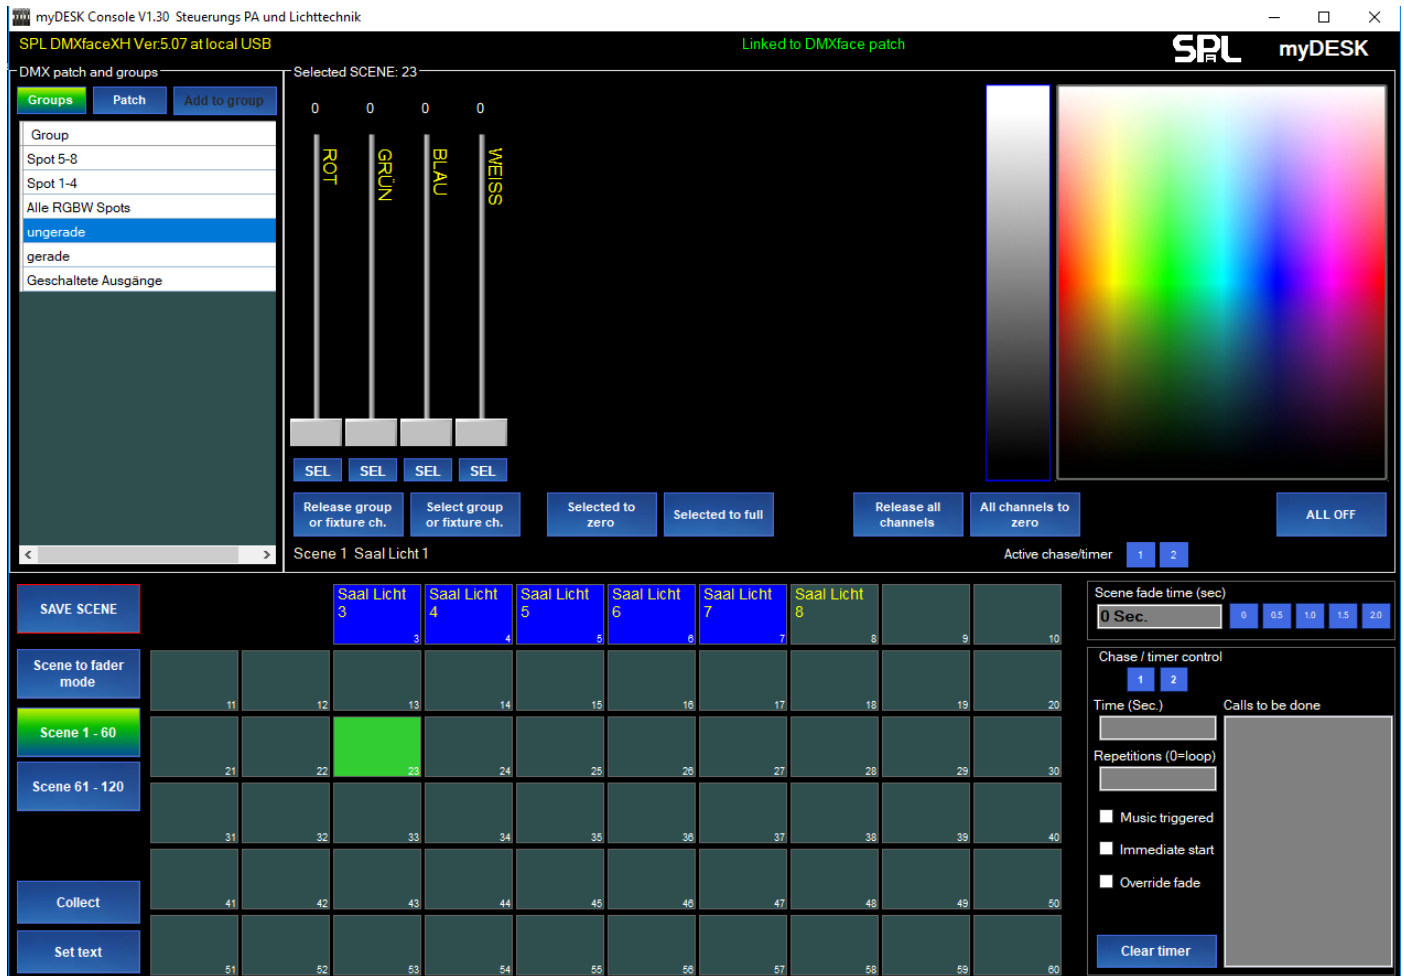 myDESK Console V1.30  Steuerungs PA und Lichttechnik
SPL DMXfaceXH Ver:5.07 at local USB
Linked to DMXface patch
SPL
myDESK
DMX patch and groups
Groups
Patch
Add to group
Group
Spot 5-8
Spot 1-4
Alle RGBW Spots
ungerade
gerade
Geschaltete Ausgänge
Selected SCENE: 23
0 0 0 0
ROT
GRÜN
BLAU
WEISS
SEL SEL SEL SEL
Release group
or fixture ch.
Select group
or fixture ch.
Selected to
zero
Selected to full
Release all
channels
All channels to
zero
ALL OFF
Scene 1  Saal Licht 1
Active chase/timer
1 2
SAVE SCENE
Scene to fader
mode
Scene 1 - 60
Scene 61 - 120
Collect
Set text
Saal Licht
3
3
Saal Licht
4
4
Saal Licht
5
5
Saal Licht
6
6
Saal Licht
7
7
Saal Licht
8
8
9
10
11 12 13 14 15 16 17 18 19 20
21 22 23 24 25 26 27 28 29 30
31 32 33 34 35 36 37 38 39 40
41 42 43 44 45 46 47 48 49 50
51 52 53 54 55 56 57 58 59 60
Scene fade time (sec)
0 Sec.
0 0.5 1.0 1.5 2.0
Chase / timer control
1 2
Time (Sec.)
Calls to be done
Repetitions (0=loop)
Music triggered
Immediate start
Override fade
Clear timer